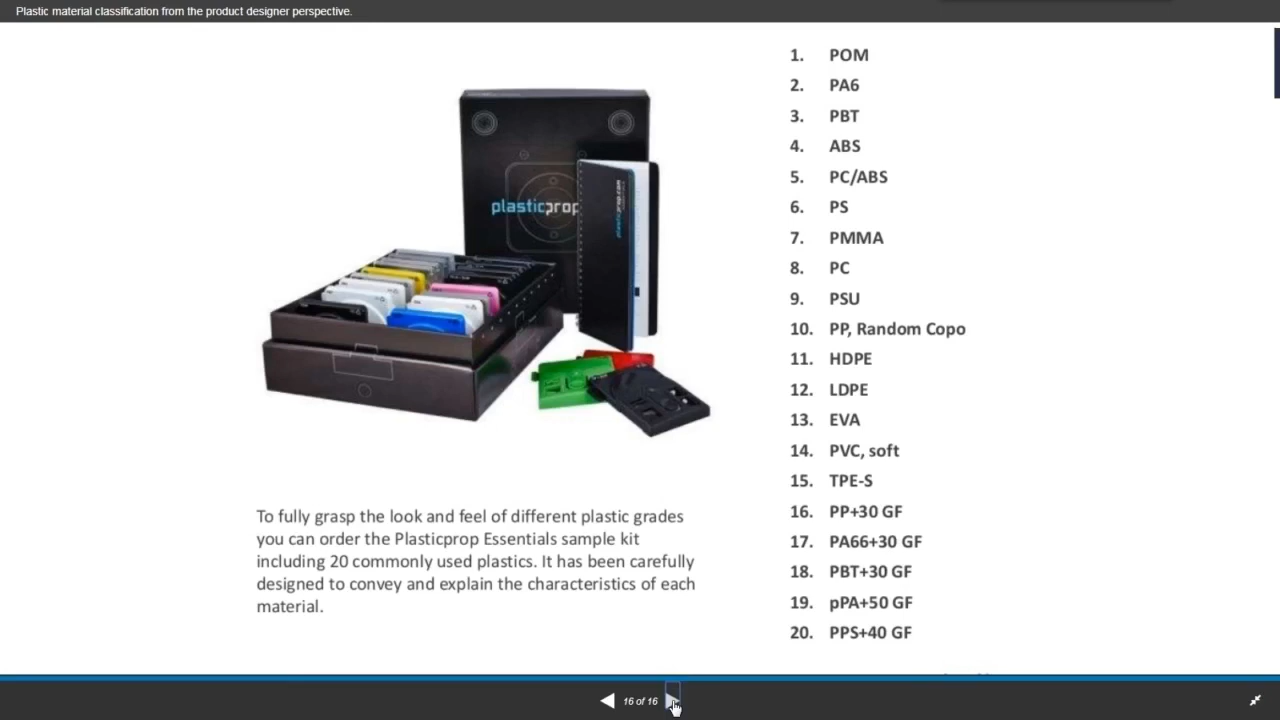 Plastic material classification from the product designer perspective.
plasticprop
To fully grasp the look and feel of different plastic grades
you can order the Plasticprop Essentials sample kit
including 20 commonly used plastics. It has been carefully
designed to convey and explain the characteristics of each
material.
1. POM
2. PA6
3. PBT
4. ABS
5. PC/ABS
6. PS
7. PMMA
8. PC
9. PSU
10. PP, Random Copo
11. HDPE
12. LDPE
13. EVA
14. PVC, soft
15. TPE-S
16. PP+30 GF
17. PA66+30 GF
18. PBT+30 GF
19. pPA+50 GF
20. PPS+40 GF
16 of 16